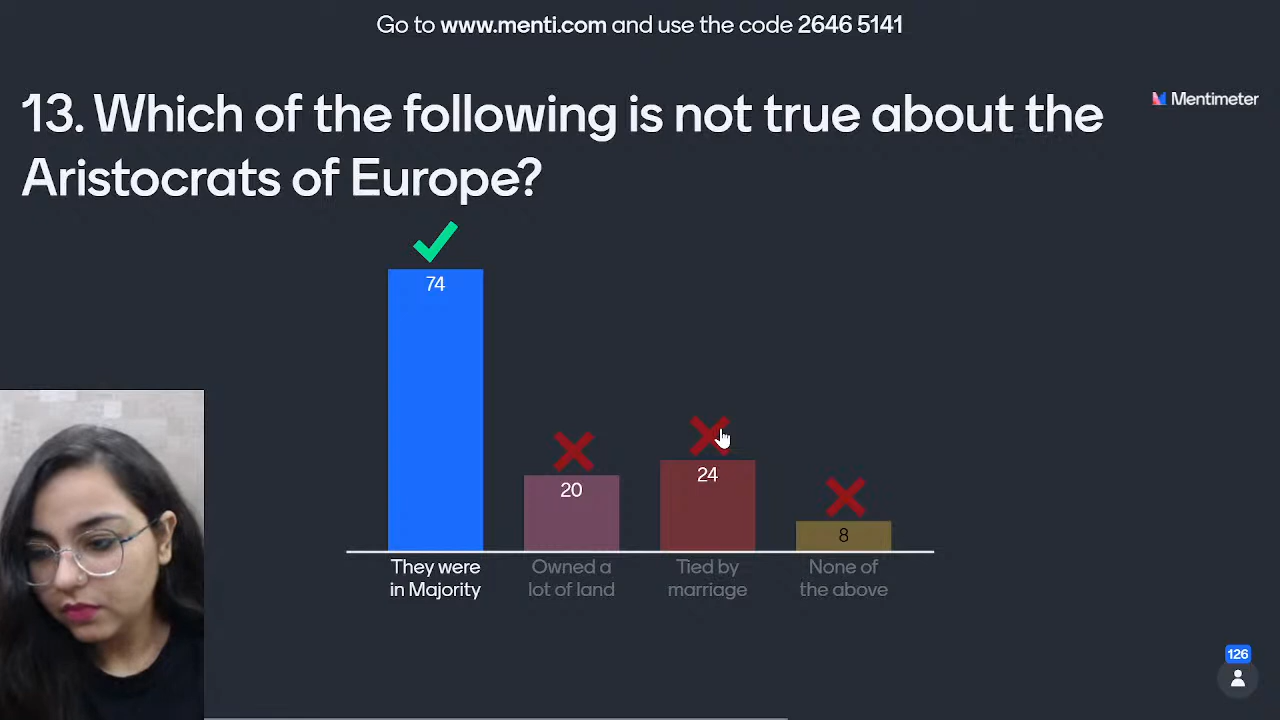 Go to www.menti.com and use the code 2646 5141
13. Which of the following is not true about the
Aristocrats of Europe?
Mentimeter
74
20
24
8
They were
in Majority
Owned a
lot of land
Tied by
marriage
None of
the above
126